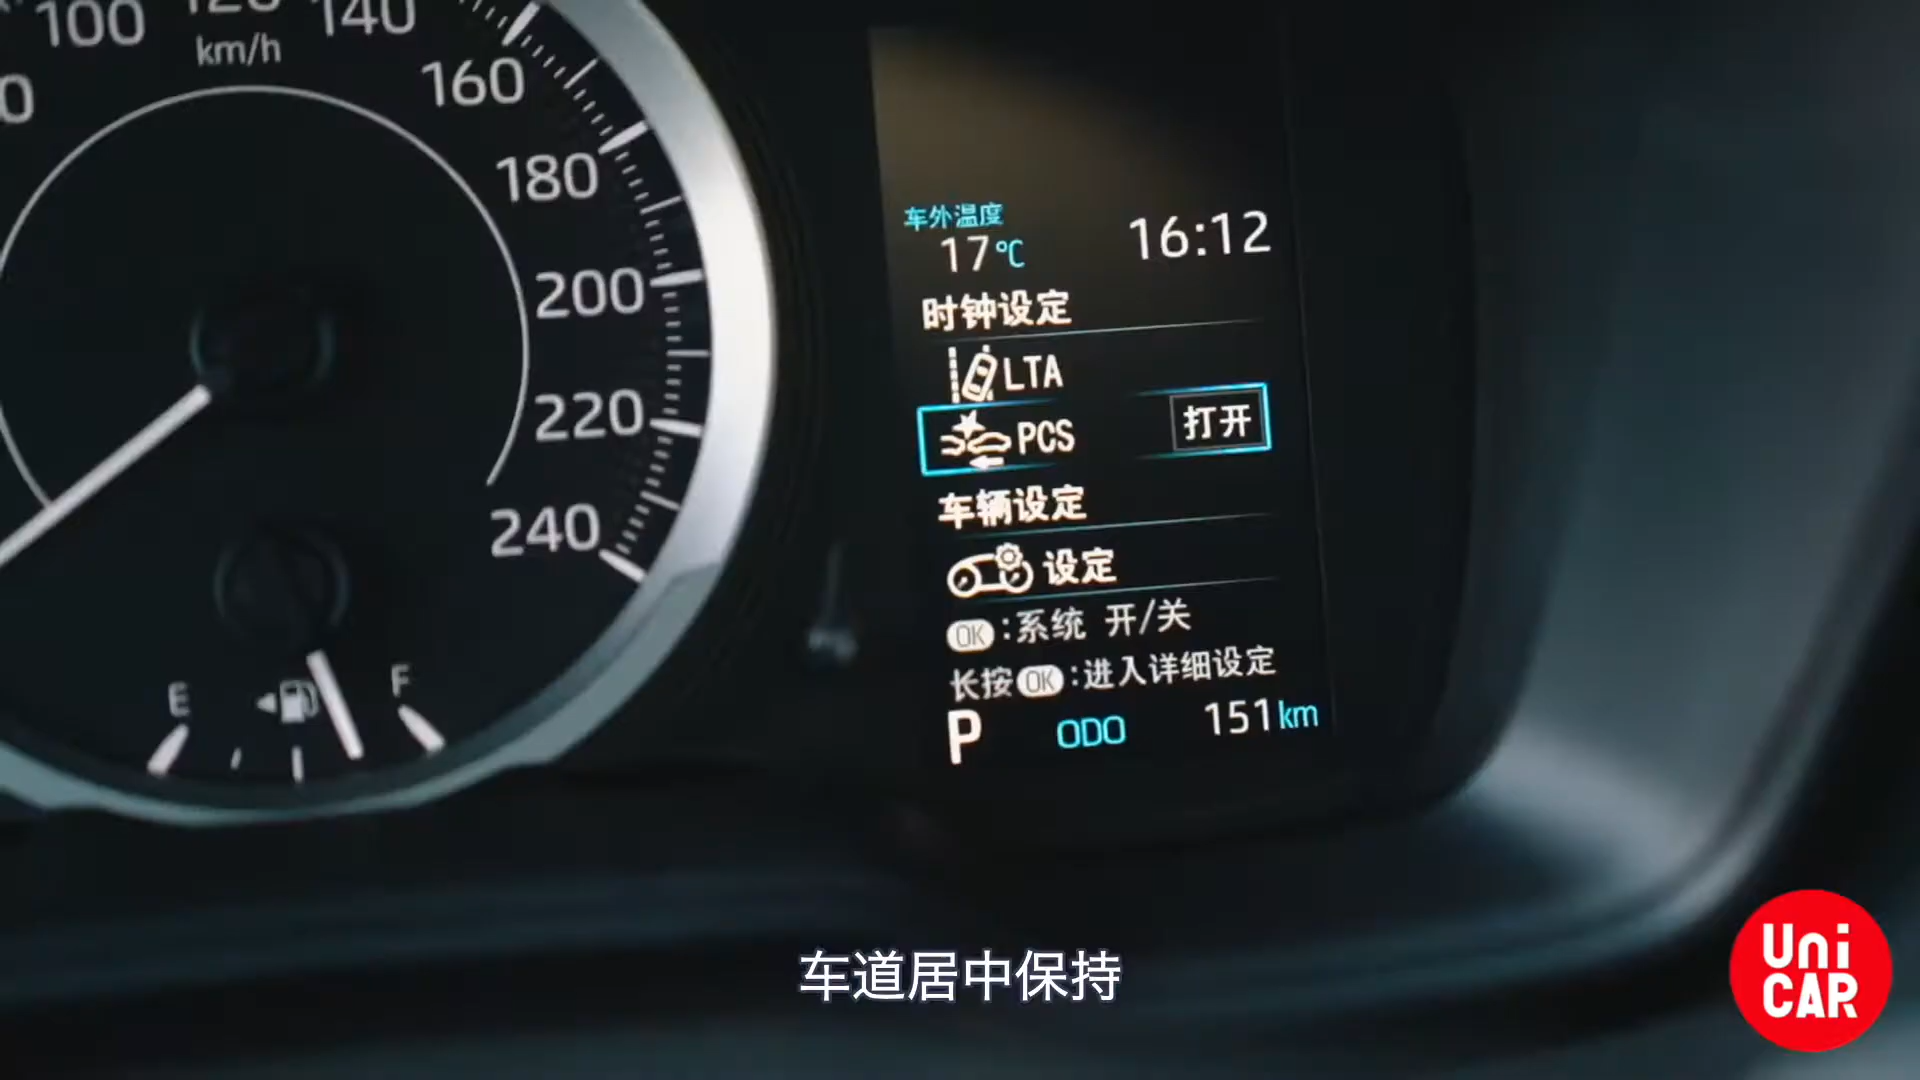 100
140
km/h
160
180
200
220
240
E
F
车外温度
17℃
16:12
时钟设定
LTA
PCS
打开
车辆设定
设定
OK:系统 开/关
长按OK:进入详细设定
P ODO 151km
车道居中保持
Uni
CAR